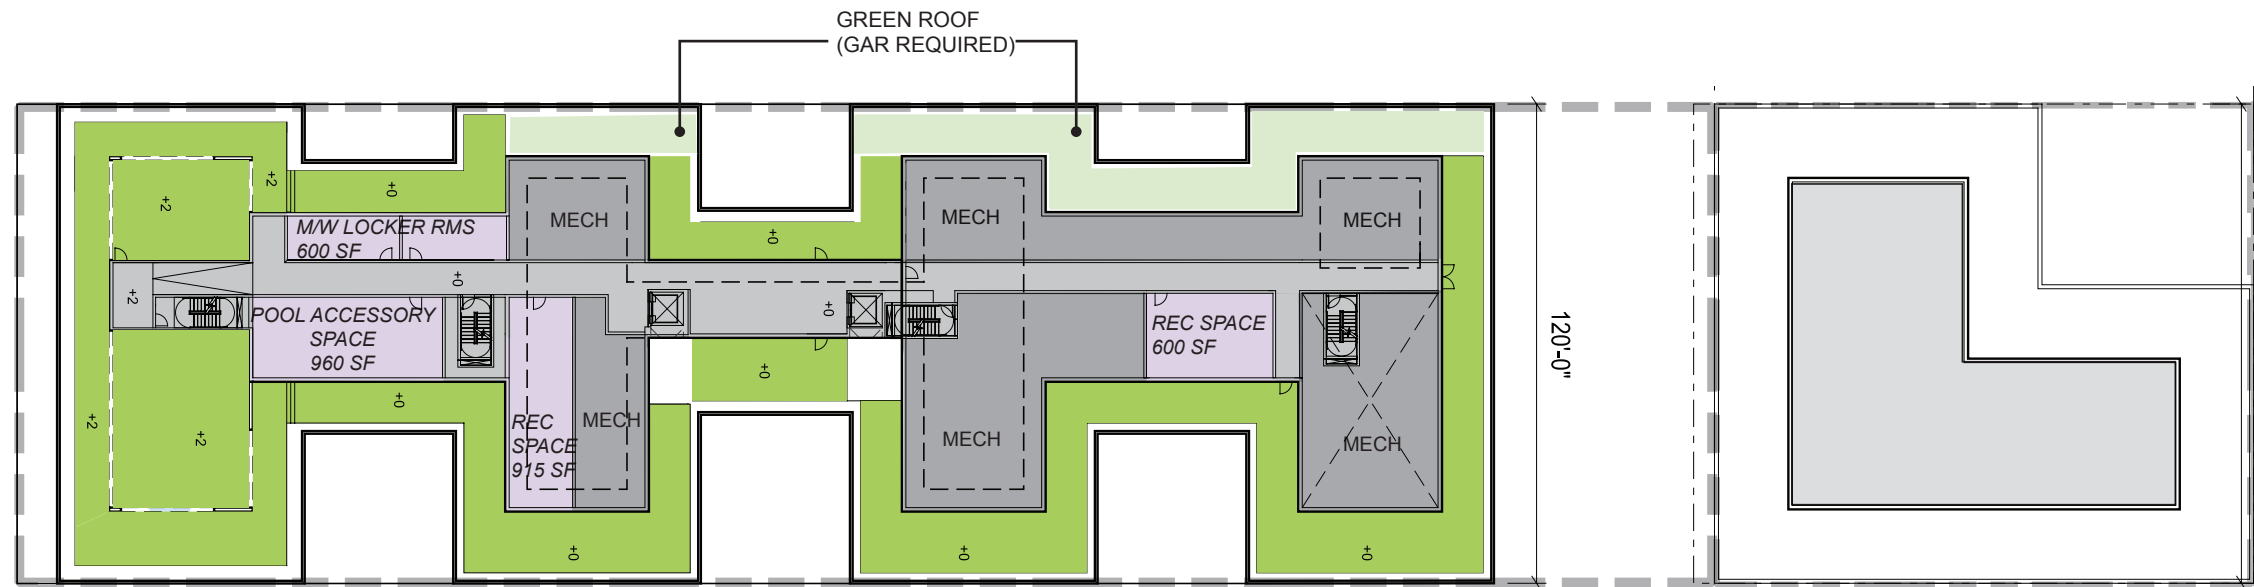 GREEN ROOF
(GAR REQUIRED)
+2
+2
+0
MECH
MECH
MECH
M/W LOCKER RMS
600 SF
+0
+0
+2
+0
POOL ACCESSORY
SPACE
960 SF
REC SPACE
600 SF
120'-0"
+0
+0
+2
+2
REC
SPACE
915 SF
MECH
MECH
MECH
+0
+0
+0